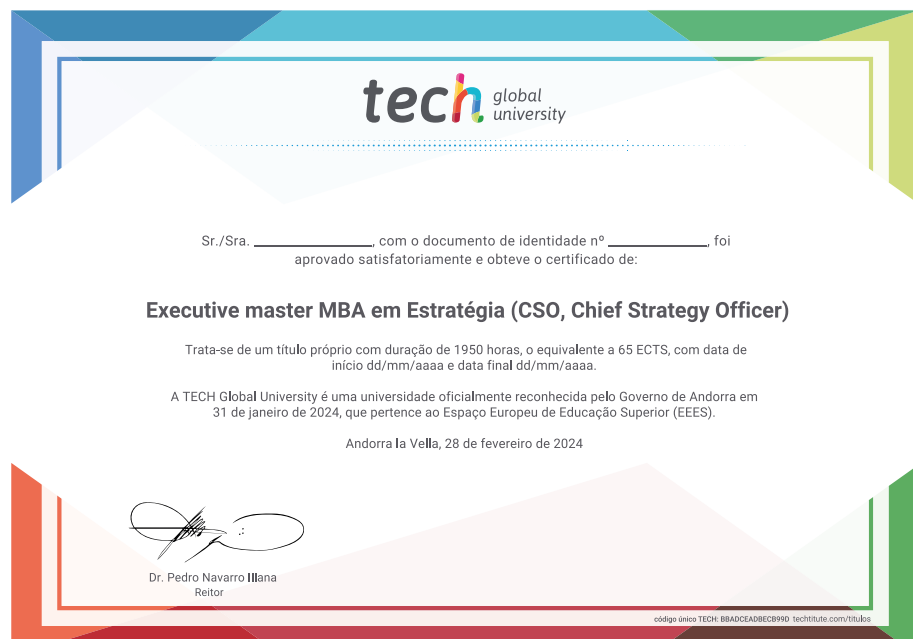 tech global university
Sr./Sra. ____________, com o documento de identidade nº ____________, foi
aprovado satisfatoriamente e obteve o certificado de:
Executive master MBA em Estratégia (CSO, Chief Strategy Officer)
Trata-se de um título próprio com duração de 1950 horas, o equivalente a 65 ECTS, com data de
início dd/mm/aaaa e data final dd/mm/aaaa.
A TECH Global University é uma universidade oficialmente reconhecida pelo Governo de Andorra em
31 de janeiro de 2024, que pertence ao Espaço Europeu de Educação Superior (EEES).
Andorra la Vella, 28 de fevereiro de 2024
Dr. Pedro Navarro Illana
Reitor
código único TECH: BBADCEADBECB99D techtitute.com/titulos